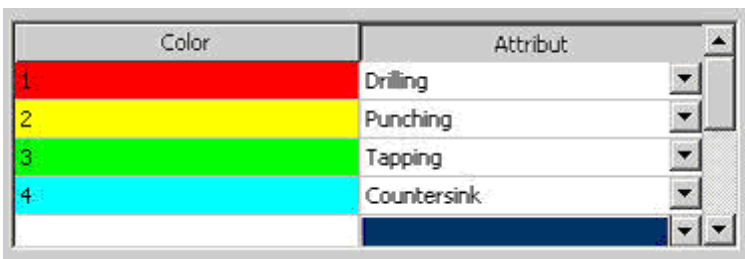 Color Attribut
1 Drilling
2 Punching
3 Tapping
4 Countersink